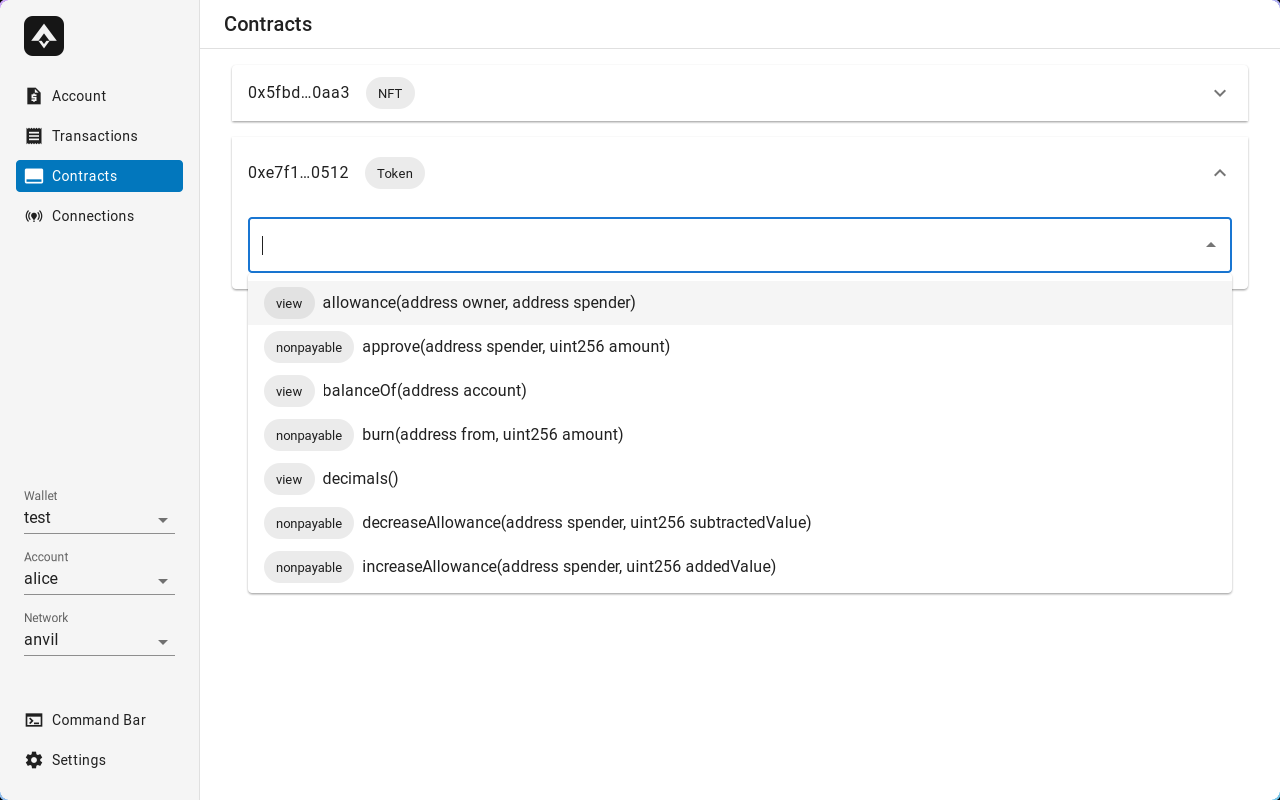 Contracts
Account
Transactions
Contracts
Connections
Wallet
test
Account
alice
Network
anvil
Command Bar
Settings
0x5fbd…0aa3 NFT
0xe7f1…0512 Token
view allowance(address owner, address spender)
nonpayable approve(address spender, uint256 amount)
view balanceOf(address account)
nonpayable burn(address from, uint256 amount)
view decimals()
nonpayable decreaseAllowance(address spender, uint256 subtractedValue)
nonpayable increaseAllowance(address spender, uint256 addedValue)